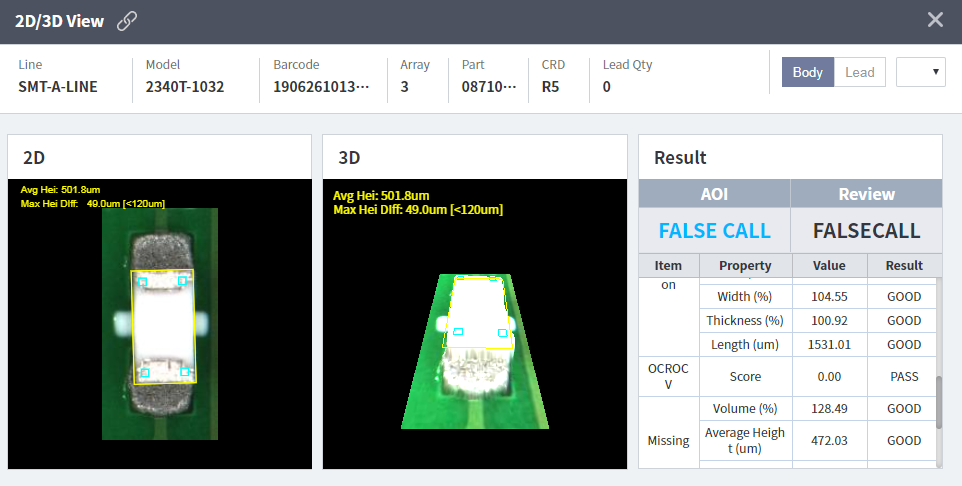 2D/3D View
Line
Model
Barcode
Array
Part
CRD
Lead Qty
SMT-A-LINE
2340T-1032
1906261013···
3
08710···
R5
0
Body
Lead
2D
Avg Hei: 501.8um
Max Hei DIff: 49.0um [<120um]
3D
Avg Hei: 501.8um
Max Hei DIff: 49.0um [<120um]
Result
AOI Review
FALSE CALL FALSECALL
Item Property Value Result
on
Width (%) 104.55 GOOD
Thickness (%) 100.92 GOOD
Length (um) 1531.01 GOOD
OCROC
V
Score 0.00 PASS
Missing
Volume (%) 128.49 GOOD
Average Heigh
t (um)
472.03 GOOD